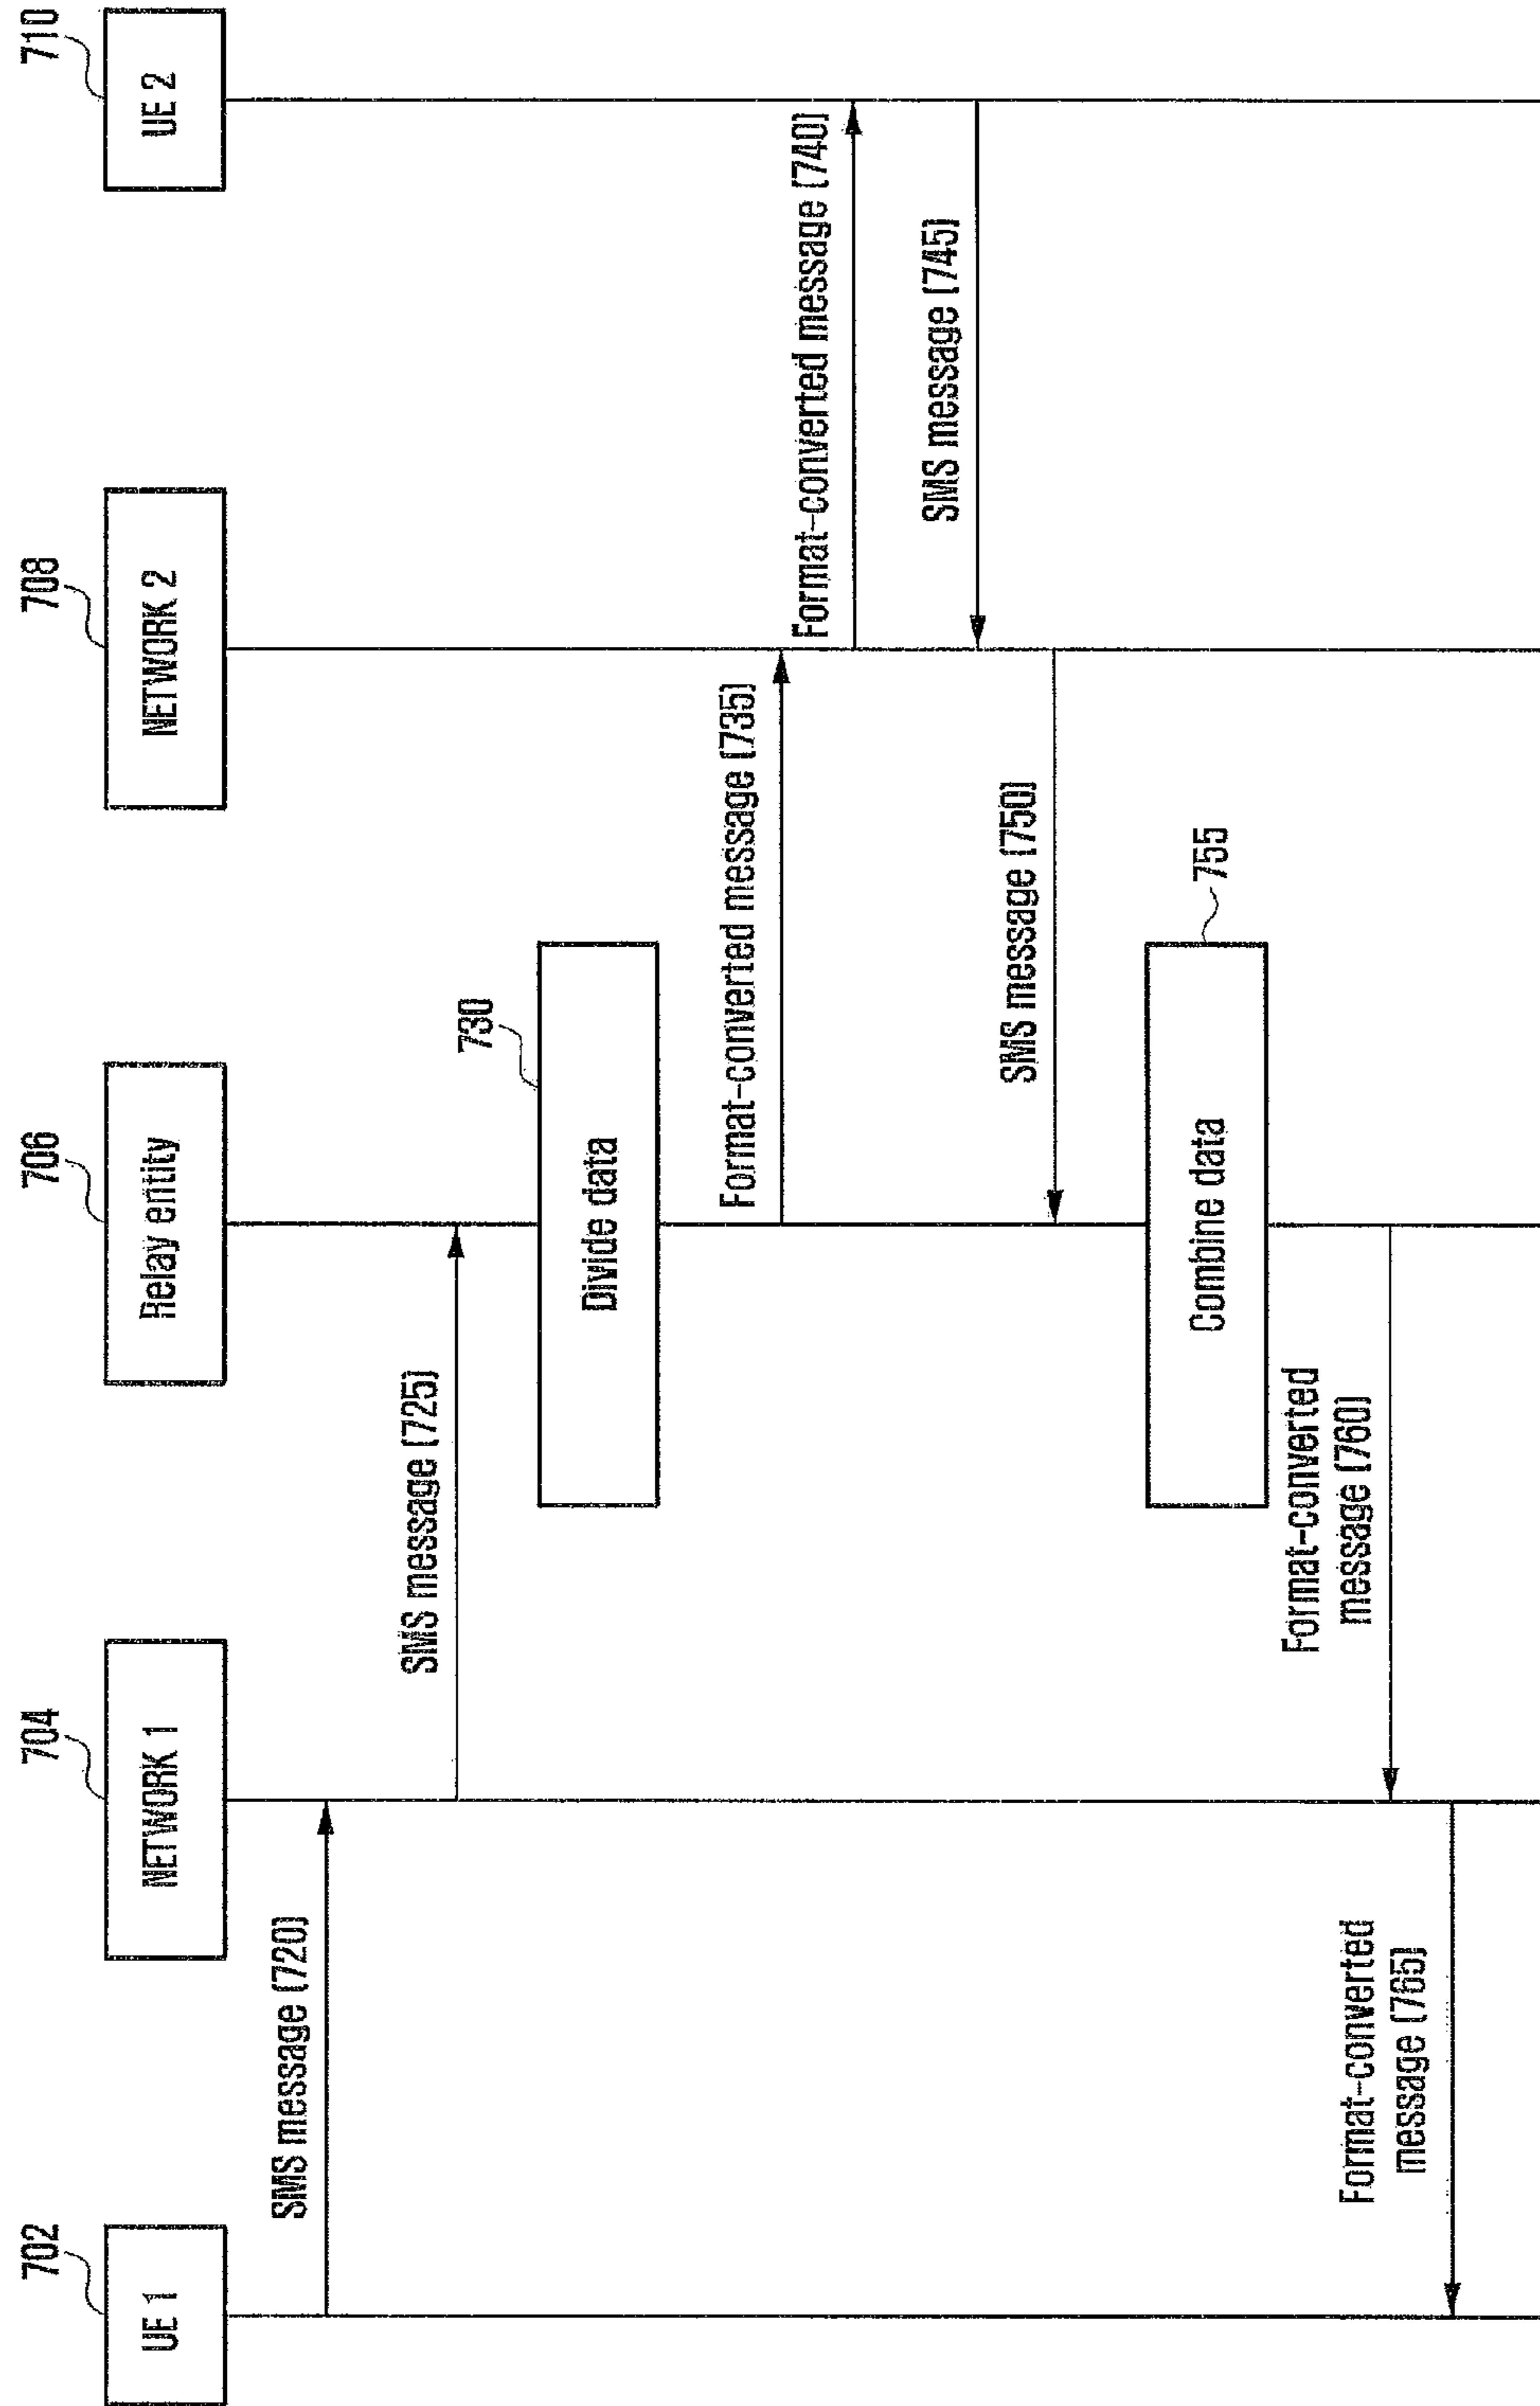 702
UE 1
704
NETWORK 1
706
Relay entity
708
NETWORK 2
710
UE 2
SMS message (720)
SMS message (725)
730
Divide data
Format-converted message (735)
Format-converted message (740)
SMS message (745)
SMS message (750)
755
Combine data
Format-converted
message (760)
Format-converted
message (765)